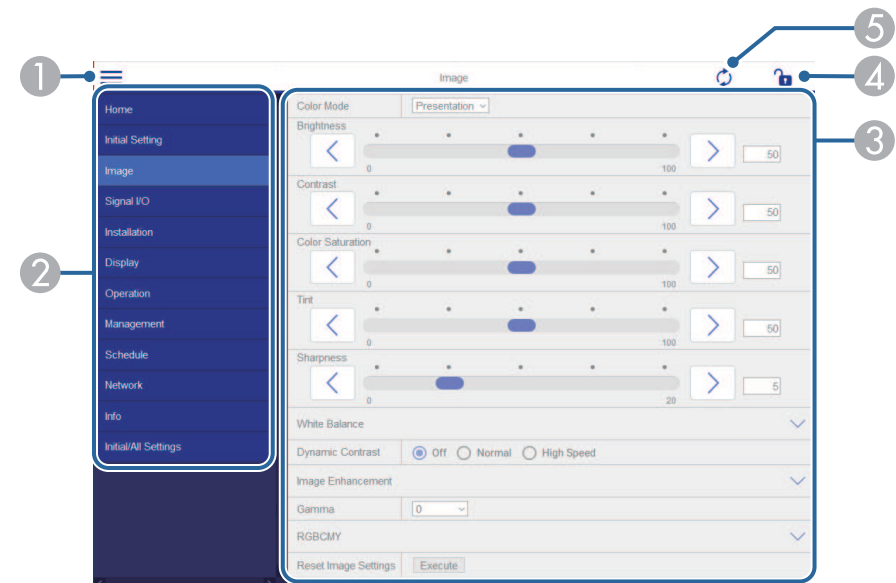 5
1
Image
4
Home
Initial Setting
Image
Signal I/O
Installation
Display
Operation
Management
Schedule
Network
Info
Initial/All Settings
2
Color Mode Presentation
Brightness
0 100 50
Contrast
0 100 50
Color Saturation
0 100 50
Tint
0 100 50
Sharpness
0 20 5
White Balance
Dynamic Contrast Off Normal High Speed
Image Enhancement
Gamma 0
RGBCMY
Reset Image Settings Execute
3